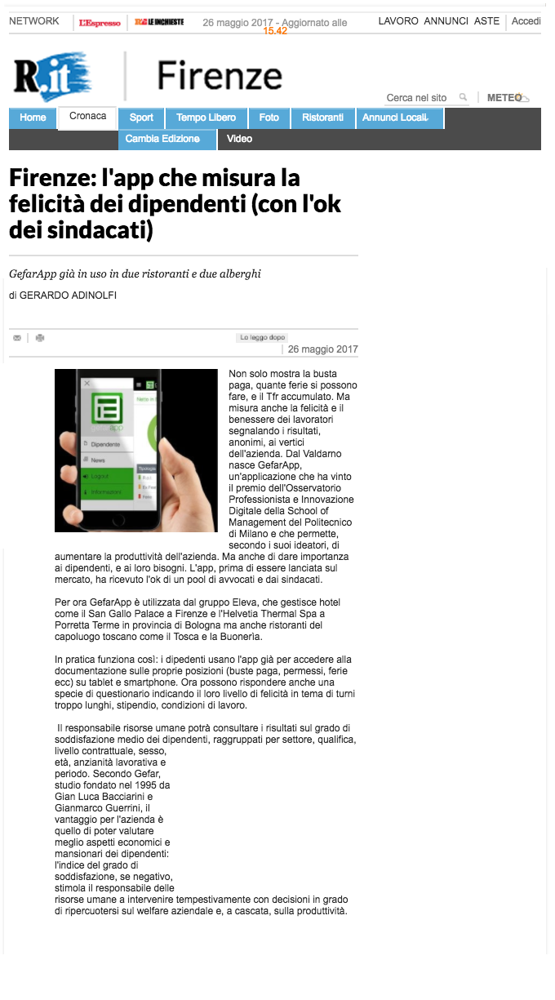 NETWORK L'Espresso R.it LE INCHIESTE 26 maggio 2017 - Aggiornato alle 15.42 LAVORO ANNUNCI ASTE Accedi
R.it Firenze
Cerca nel sito METEO
Home Cronaca Sport Tempo Libero Foto Ristoranti Annunci Locali
Cambia Edizione Video
Firenze: l'app che misura la
felicità dei dipendenti (con l'ok
dei sindacati)
GefarApp già in uso in due ristoranti e due alberghi
di GERARDO ADINOLFI
Lo leggo dopo
26 maggio 2017
app
Dipendente
News
Logout
Informazioni
Netto in
Tipologia
Non solo mostra la busta
paga, quante ferie si possono
fare, e il Tfr accumulato. Ma
misura anche la felicità e il
benessere dei lavoratori
segnalando i risultati,
anonimi, ai vertici
dell'azienda. Dal Valdarno
nasce GefarApp,
un'applicazione che ha vinto
il premio dell'Osservatorio
Professionista e Innovazione
Digitale della School of
Management del Politecnico
di Milano e che permette,
secondo i suoi ideatori, di
aumentare la produttività dell'azienda. Ma anche di dare importanza
ai dipendenti, e ai loro bisogni. L'app, prima di essere lanciata sul
mercato, ha ricevuto l'ok di un pool di avvocati e dai sindacati.
Per ora GefarApp è utilizzata dal gruppo Eleva, che gestisce hotel
come il San Gallo Palace a Firenze e l'Helvetia Thermal Spa a
Porretta Terme in provincia di Bologna ma anche ristoranti del
capoluogo toscano come il Tosca e la Buoneria.
In pratica funziona così: i dipedenti usano l'app già per accedere alla
documentazione sulle proprie posizioni (buste paga, permessi, ferie
ecc) su tablet e smartphone. Ora possono rispondere anche una
specie di questionario indicando il loro livello di felicità in tema di turni
troppo lunghi, stipendio, condizioni di lavoro.
Il responsabile risorse umane potrà consultare i risultati sul grado di
soddisfazione medio dei dipendenti, raggruppati per settore, qualifica,
livello contrattuale, sesso,
età, anzianità lavorativa e
periodo. Secondo Gefar,
studio fondato nel 1995 da
Gian Luca Bacciarini e
Gianmarco Guerrini, il
vantaggio per l'azienda è
quello di poter valutare
meglio aspetti economici e
mansionari dei dipendenti:
l'indice del grado di
soddisfazione, se negativo,
stimola il responsabile delle
risorse umane a intervenire tempestivamente con decisioni in grado
di ripercuotersi sul welfare aziendale e, a cascata, sulla produttività.